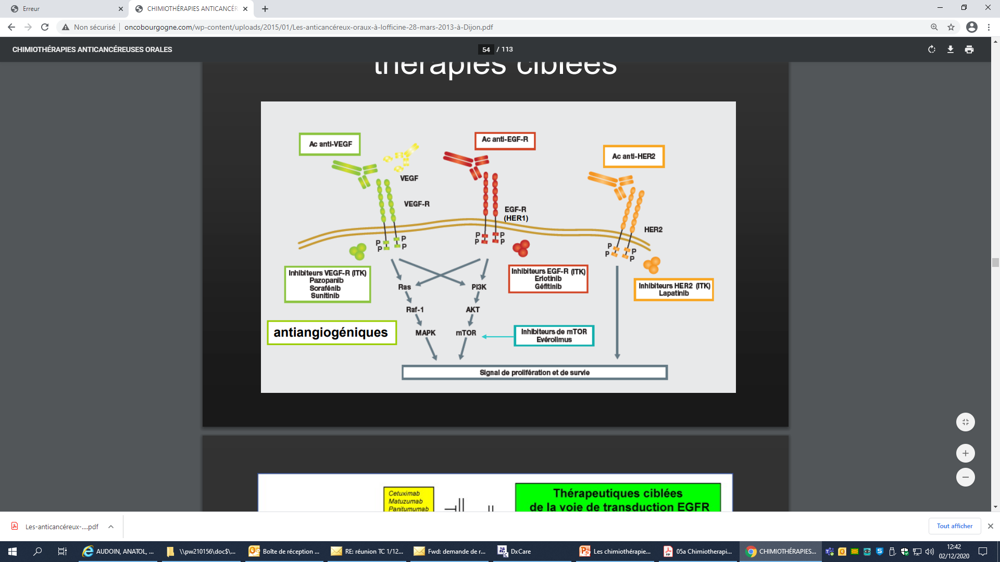 Erreur
CHIMIOTHÉRAPIES ANTICANCÉR
Non sécurisé
oncobourgogne.com/wp-content/uploads/2015/01/Les-anticancéreux-oraux-à-lofficine-28-mars-2013-à-Dijon.pdf
CHIMIOTHÉRAPIES ANTICANCÉREUSES ORALES
54 / 113
thérapies ciblées
Ac anti-VEGF
Ac anti-EGF-R
Ac anti-HER2
VEGF
VEGF-R
EGF-R
(HER1)
HER2
P
P
P
P
P
P
P
P
P
P
P
P
Inhibiteurs VEGF-R (ITK)
Pazopanib
Sorafénib
Sunitinib
Inhibiteurs EGF-R (ITK)
Erlotinib
Géfitinib
Inhibiteurs HER2 (ITK)
Lapatinib
Ras
PI3K
Raf-1
AKT
antiangiogéniques
MAPK
mTOR
Inhibiteurs de mTOR
Evérolimus
Signal de prolifération et de survie
Cetuximab
Matuzumab
Panitumumab
Thérapeutiques ciblées
de la voie de transduction EGFR
Les-anticancéreux-....pdf
Tout afficher
AUDOIN, ANATOL, ...
\\pw210156\doc$\...
Boîte de réception ...
RE: réunion TC 1/12...
Fwd: demande de r...
DxCare
Les chimiothérapie...
05a Chimiotherapi...
CHIMIOTHÉRAPIES...
12:42
02/12/2020